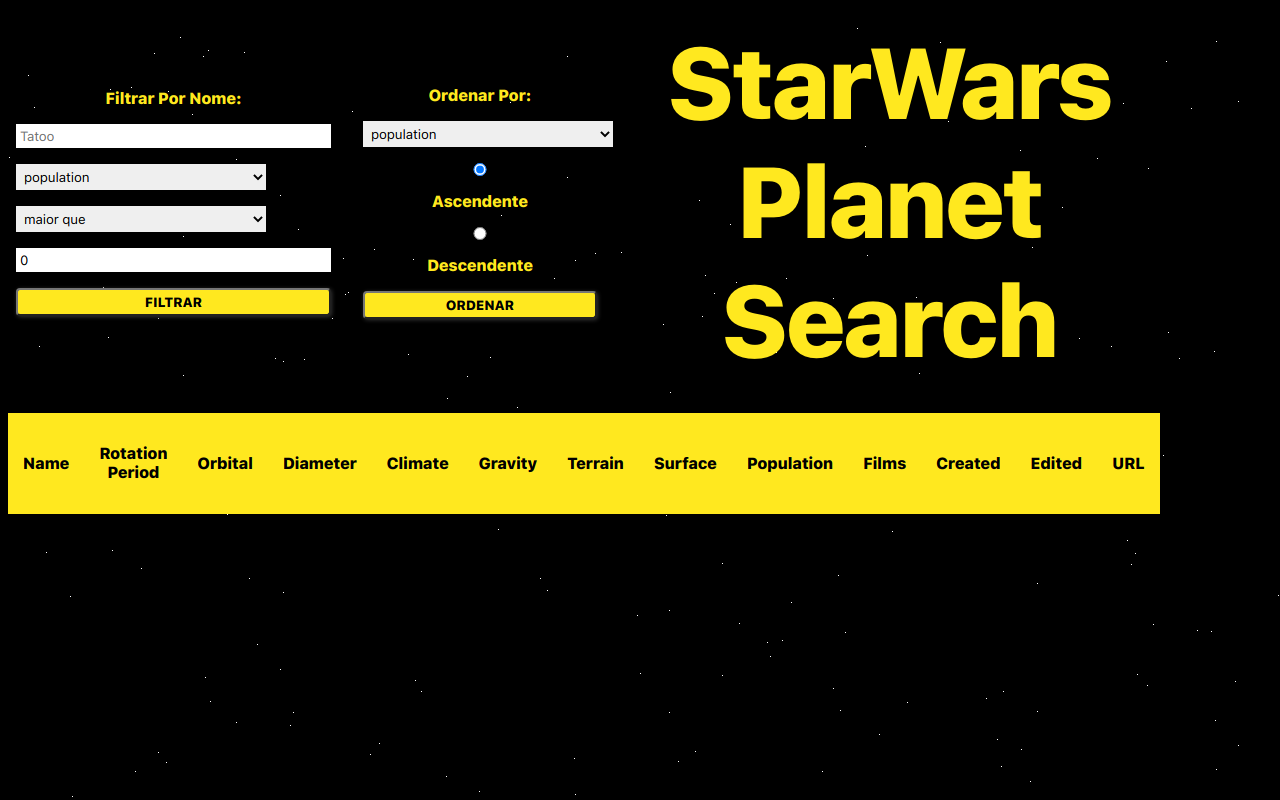 Filtrar Por Nome:
Tatoo
population
maior que
0
FILTRAR
Ordenar Por:
population
Ascendente
Descendente
ORDENAR
StarWars
Planet
Search
Name Rotation Period Orbital Diameter Climate Gravity Terrain Surface Population Films Created Edited URL